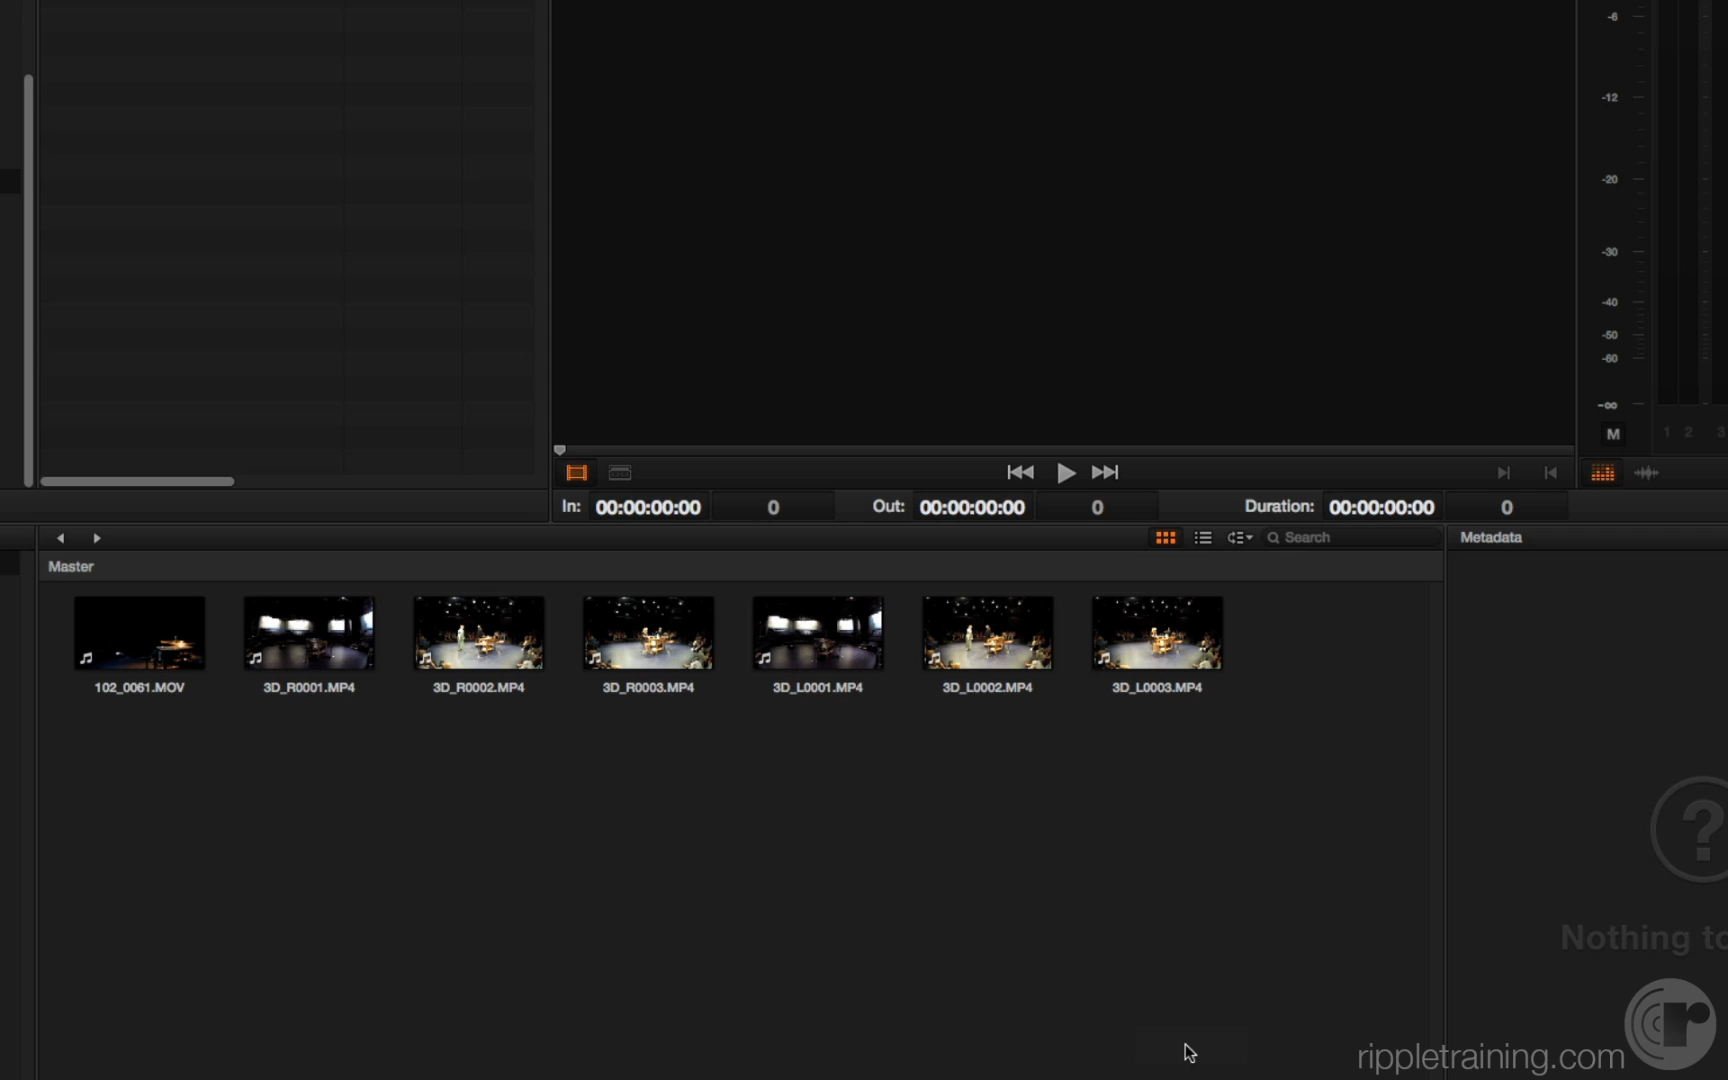 -6
-12
-20
-30
-40
-50
-60
-∞
M 1 2 3
In: 00:00:00:00 0 Out: 00:00:00:00 0 Duration: 00:00:00:00 0
Search
Metadata
Master
102_0061.MOV 3D_R0001.MP4 3D_R0002.MP4 3D_R0003.MP4 3D_L0001.MP4 3D_L0002.MP4 3D_L0003.MP4
?
Nothing to
rippletraining.com
r